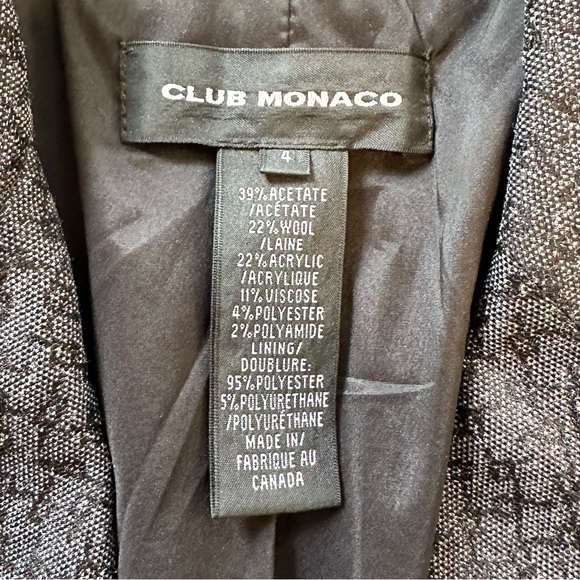 CLUB MONACO
4
39% ACETATE
/ACÉTATE
22% WOOL
/LAINE
22% ACRYLIC
/ACRYLIQUE
11% VISCOSE
4% POLYESTER
2% POLYAMIDE
LINING/
DOUBLURE:
95% POLYESTER
5% POLYURETHANE
/POLYURÉTHANE
MADE IN/
FABRIQUE AU
CANADA